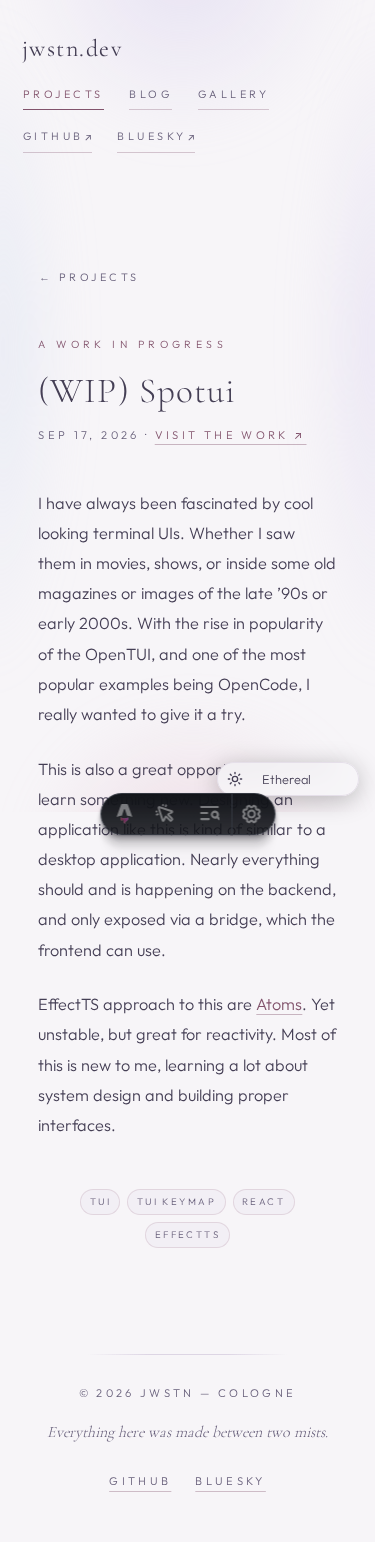 jwstn.dev
PROJECTS BLOG GALLERY
GITHUB↗ BLUESKY↗
← PROJECTS
A WORK IN PROGRESS
(WIP) Spotui
SEP 17, 2026 · VISIT THE WORK ↗
I have always been fascinated by cool
looking terminal UIs. Whether I saw
them in movies, shows, or inside some old
magazines or images of the late ’90s or
early 2000s. With the rise in popularity
of the OpenTUI, and one of the most
popular examples being OpenCode, I
really wanted to give it a try.
This is also a great
Ethereal
learn an
application like this is kind of similar to a
desktop application. Nearly everything
should and is happening on the backend,
and only exposed via a bridge, which the
frontend can use.
EffectTS approach to this are Atoms. Yet
unstable, but great for reactivity. Most of
this is new to me, learning a lot about
system design and building proper
interfaces.
TUI TUI KEYMAP REACT
EFFECTTS
© 2026 JWSTN — COLOGNE
Everything here was made between two mists.
GITHUB BLUESKY